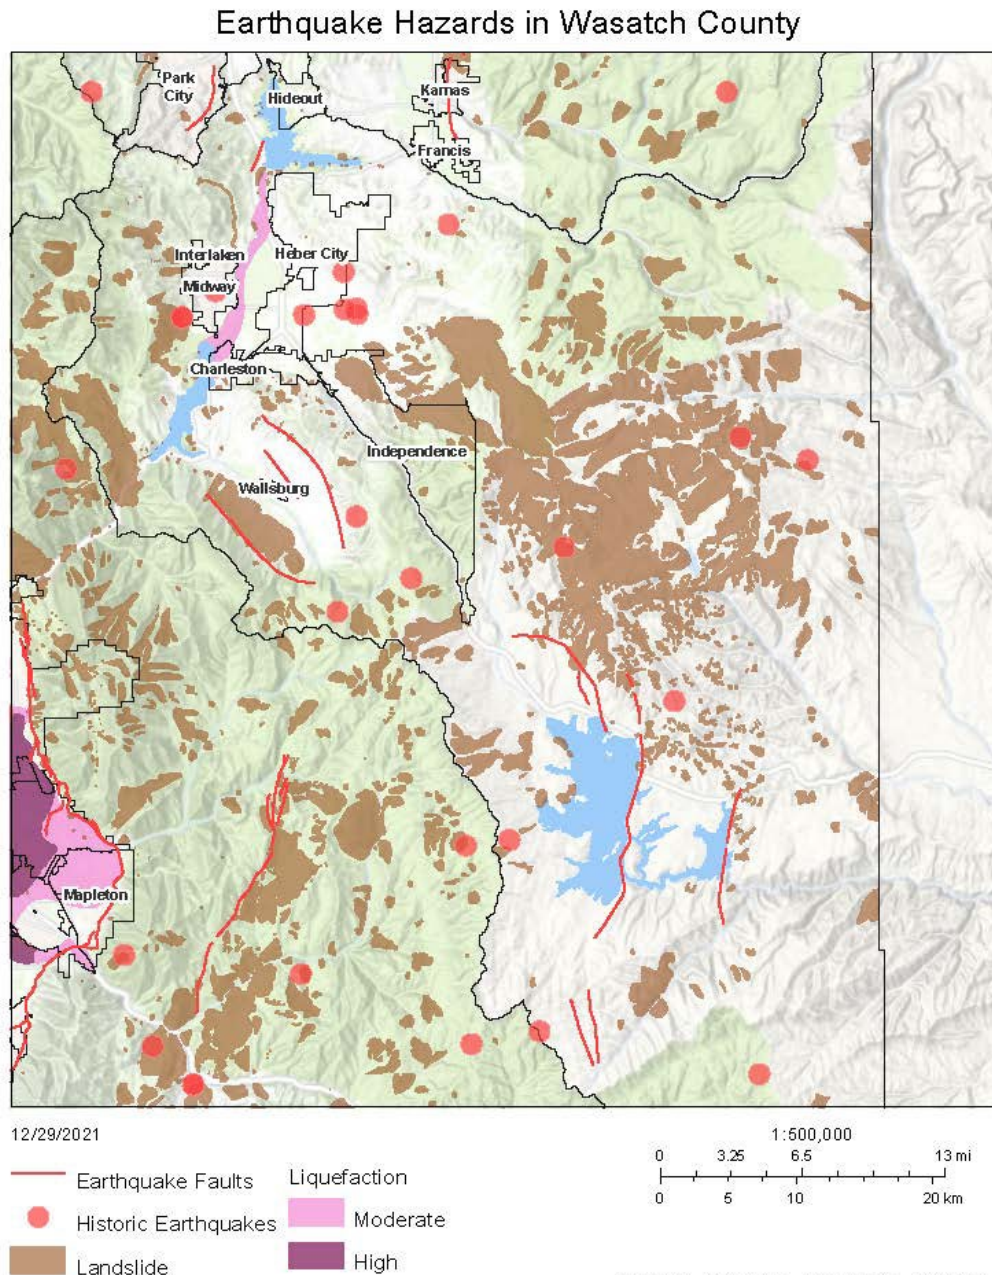 Earthquake Hazards in Wasatch County
Park
City
Hideout
Kamas
Francis
Interlaken
Heber City
Midway
Charleston
Independence
Wallsburg
Mapleton
12/29/2021
1:500,000
0 3.25 6.5 13 mi
0 5 10 20 km
Earthquake Faults
Historic Earthquakes
Landslide
Liquefaction
Moderate
High